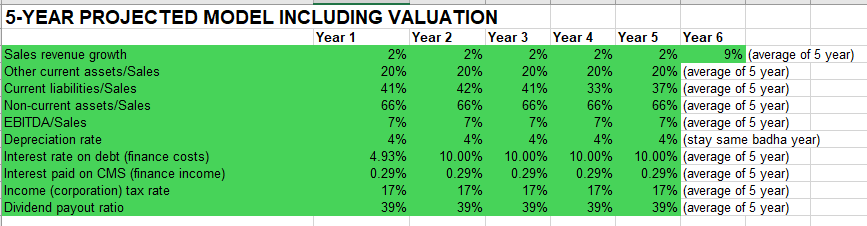 5-YEAR PROJECTED MODEL INCLUDING VALUATION
Year 1 Year 2 Year 3 Year 4 Year 5 Year 6
Sales revenue growth 2% 2% 2% 2% 2% 9% (average of 5 year)
Other current assets/Sales 20% 20% 20% 20% 20% (average of 5 year)
Current liabilities/Sales 41% 42% 41% 33% 37% (average of 5 year)
Non-current assets/Sales 66% 66% 66% 66% 66% (average of 5 year)
EBITDA/Sales 7% 7% 7% 7% 7% (average of 5 year)
Depreciation rate 4% 4% 4% 4% 4% (stay same badha year)
Interest rate on debt (finance costs) 4.93% 10.00% 10.00% 10.00% 10.00% (average of 5 year)
Interest paid on CMS (finance income) 0.29% 0.29% 0.29% 0.29% 0.29% (average of 5 year)
Income (corporation) tax rate 17% 17% 17% 17% 17% (average of 5 year)
Dividend payout ratio 39% 39% 39% 39% 39% (average of 5 year)